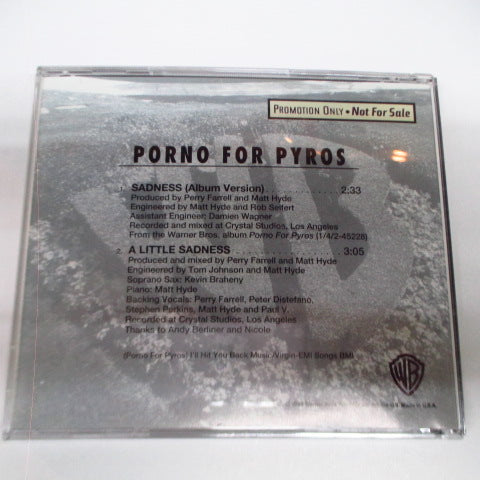 PROMOTION ONLY • NOT FOR SALE
PORNO FOR PYROS
1. SADNESS (Album Version) . . . . . . . . . . . . . 2:33
Produced by Perry Farrell and Matt Hyde
Engineered by Matt Hyde and Rob Seifert
Assistant Engineer: Damien Wagner
Recorded and mixed at Crystal Studios, Los Angeles
From the Warner Bros. album Porno For Pyros (1/4/2-45228)
2. A LITTLE SADNESS . . . . . . . . . . . . . 3:05
Produced and mixed by Perry Farrell and Matt Hyde
Engineered by Tom Johnson and Matt Hyde
Soprano Sax: Kevin Braheny
Piano: Matt Hyde
Backing Vocals: Perry Farrell, Peter Distefano,
Stephen Perkins, Matt Hyde and Paul V.
Recorded at Crystal Studios, Los Angeles
Thanks to Andy Berliner and Nicole
(Porno For Pyros) I'll Hit You Back Music/Virgin-EMI Songs BMI
WB
Made in U.S.A.